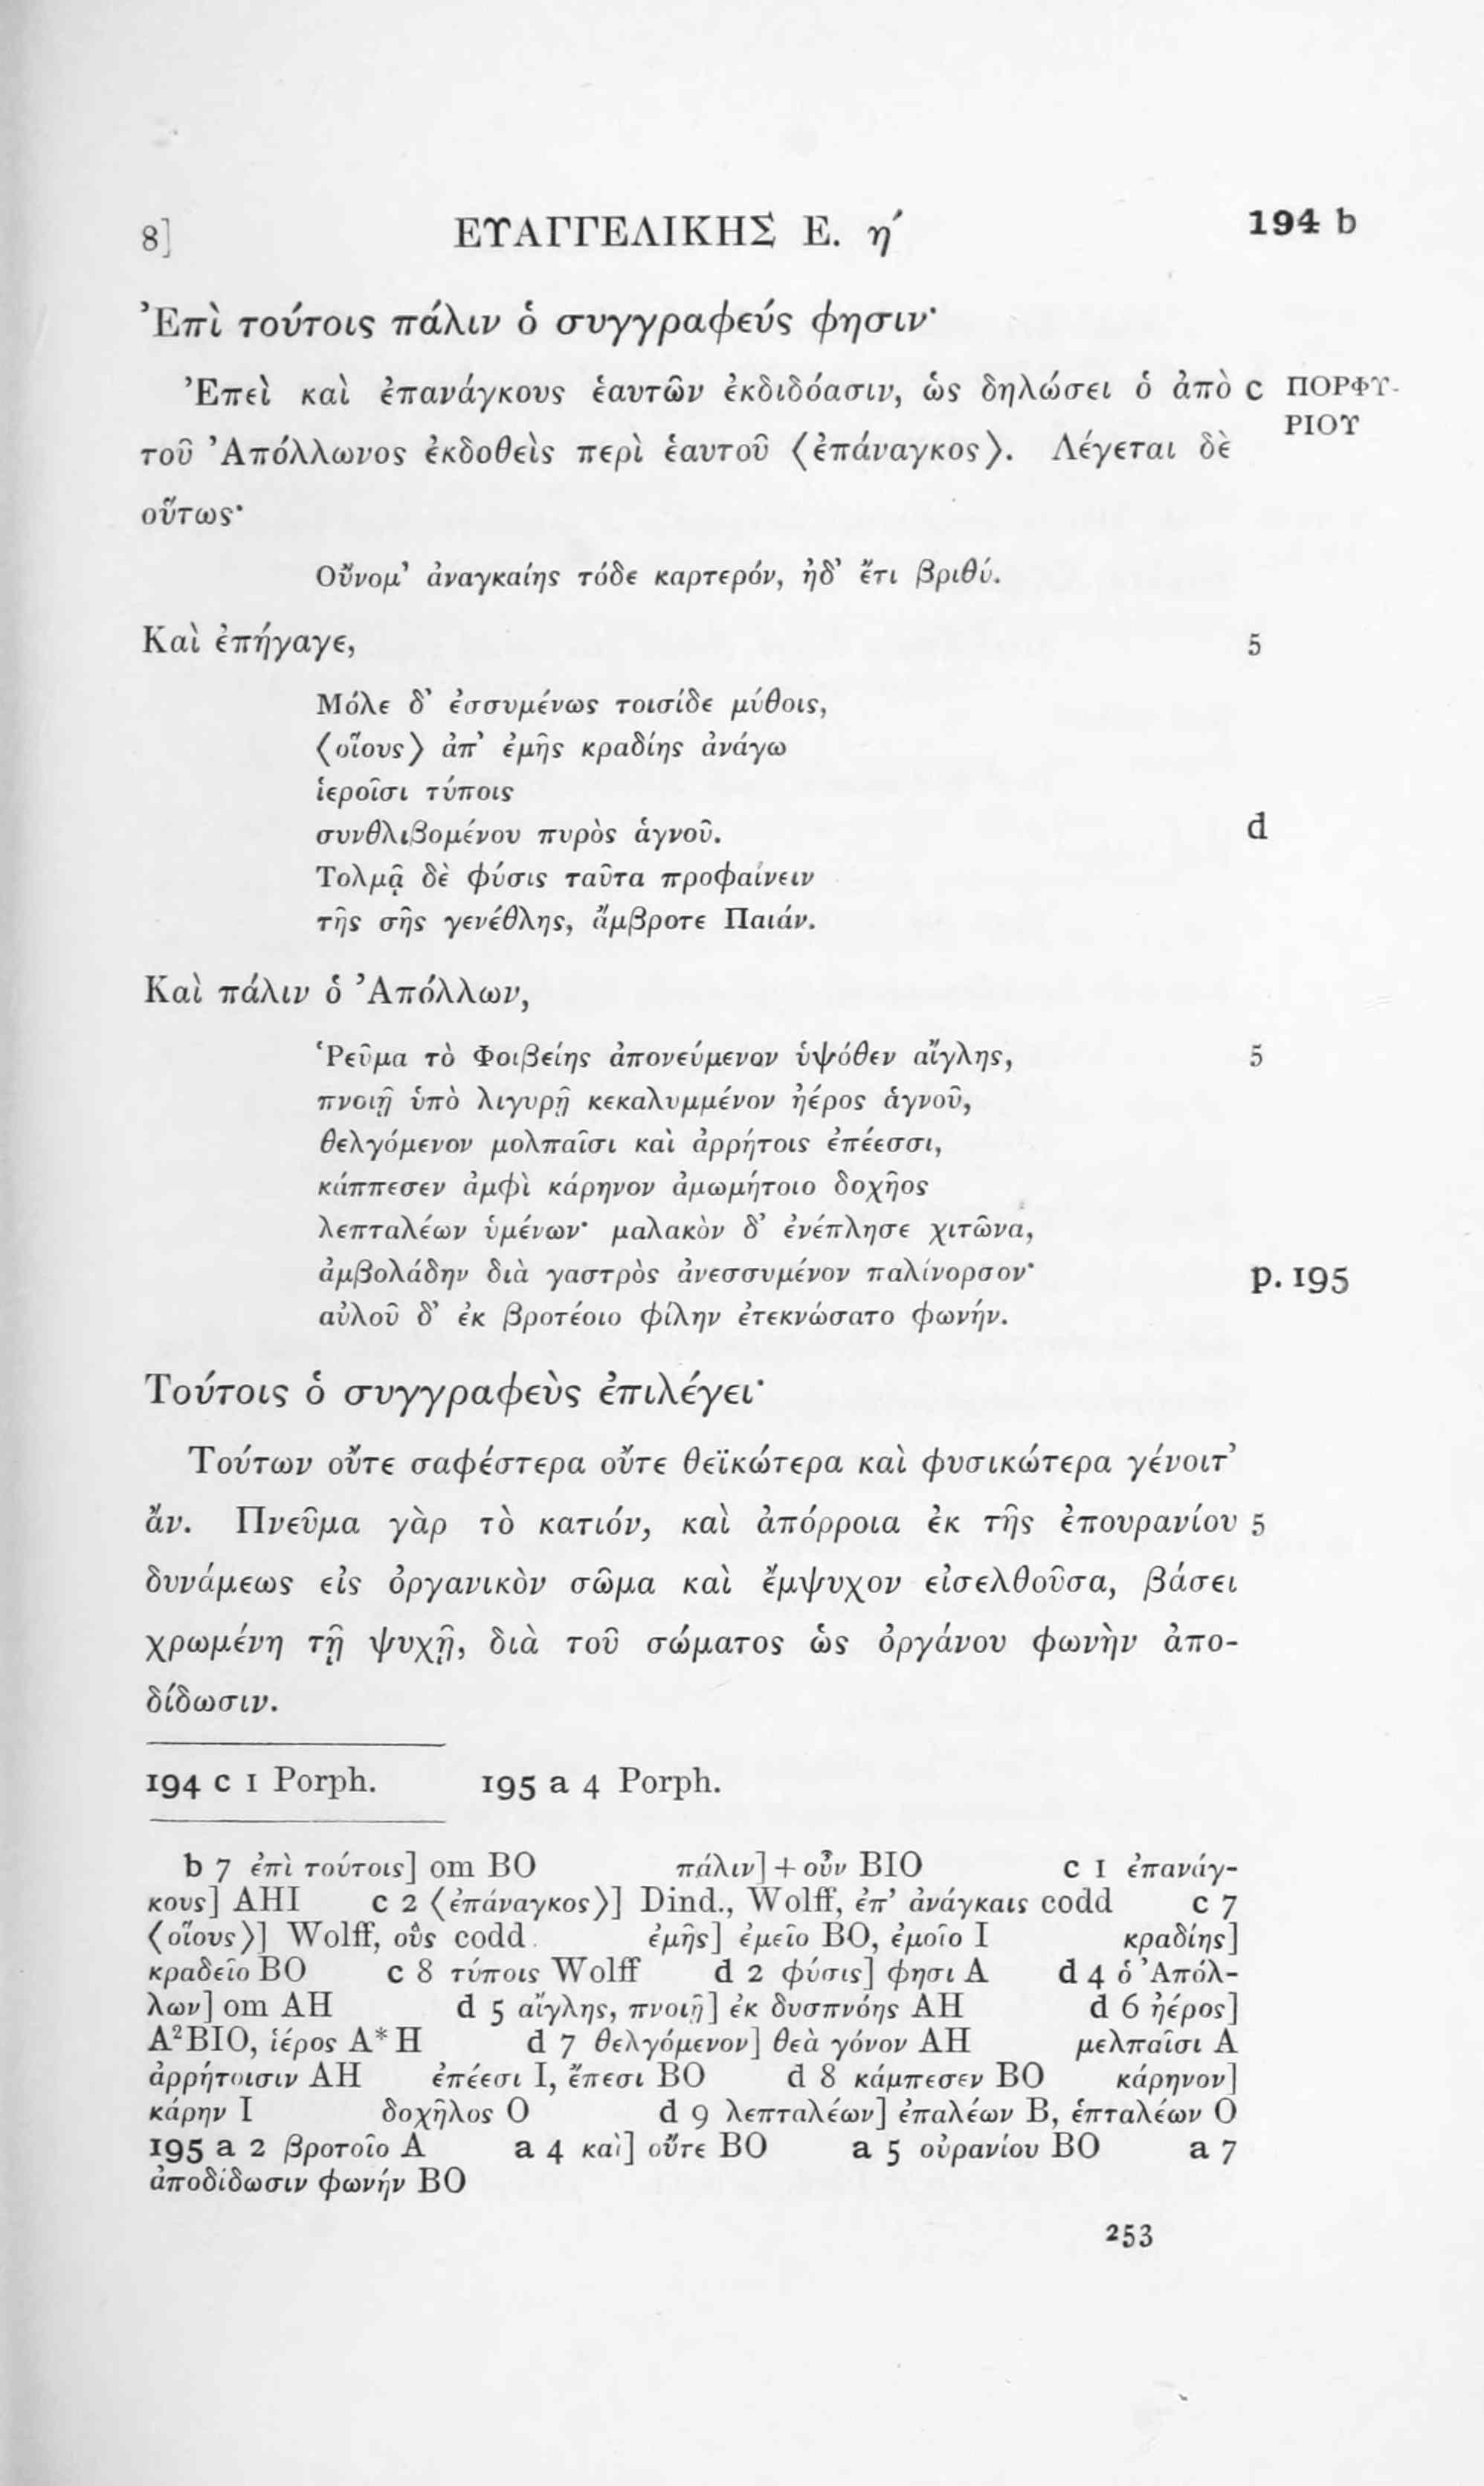 8] ΕΥΑΓΓΕΛΙΚΗΣ Ε. η´ 194 b
Ἐπὶ τούτοις πάλιν ὁ συγγραφεύς φησιν·
Ἐπεὶ καὶ ἐπανάγκους ἑαυτῶν ἐκδιδόασιν, ὡς δηλώσει ὁ ἀπὸ c ΠΟΡΦΥ-
τοῦ Ἀπόλλωνος ἐκδοθεὶς περὶ ἑαυτοῦ ⟨ἐπάναγκος⟩. Λέγεται δὲ ΡΙΟΥ
οὕτως·
Οὔνομ’ ἀναγκαίης τόδε καρτερόν, ἠδ’ ἔτι βριθύ.
Καὶ ἐπήγαγε, 5
Μόλε δ’ ἐσσυμένως τοισίδε μύθοις,
⟨οἵους⟩ ἀπ’ ἐμῆς κραδίης ἀνάγω
ἱεροῖσι τύποις
συνθλιβομένου πυρὸς ἁγνοῦ. d
Τολμᾷ δὲ φύσις ταῦτα προφαίνειν
τῆς σῆς γενέθλης, ἄμβροτε Παιάν.
Καὶ πάλιν ὁ Ἀπόλλων,
Ῥεῦμα τὸ Φοιβείης ἀπονεύμενον ὑψόθεν αἴγλης, 5
πνοιῇ ὑπὸ λιγυρῇ κεκαλυμμένον ἠέρος ἁγνοῦ,
θελγόμενον μολπαῖσι καὶ ἀρρήτοις ἐπέεσσι,
κάππεσεν ἀμφὶ κάρηνον ἀμωμήτοιο δοχῆος
λεπταλέων ὑμένων· μαλακὸν δ’ ἐνέπλησε χιτῶνα,
ἀμβολάδην διὰ γαστρὸς ἀνεσσυμένον παλίνορσον· p. 195
αὐλοῦ δ’ ἐκ βροτέοιο φίλην ἐτεκνώσατο φωνήν.
Τούτοις ὁ συγγραφεὺς ἐπιλέγει·
Τούτων οὔτε σαφέστερα οὔτε θεϊκώτερα καὶ φυσικώτερα γένοιτ’
ἄν. Πνεῦμα γὰρ τὸ κατιόν, καὶ ἀπόρροια ἐκ τῆς ἐπουρανίου 5
δυνάμεως εἰς ὀργανικὸν σῶμα καὶ ἔμψυχον εἰσελθοῦσα, βάσει
χρωμένη τῇ ψυχῇ, διὰ τοῦ σώματος ὡς ὀργάνου φωνὴν ἀπο-
δίδωσιν.
194 c 1 Porph. 195 a 4 Porph.
b 7 ἐπὶ τούτοις] om BO πάλιν] + οὖν BIO c 1 ἐπανάγ-
κους] AHI c 2 ⟨ἐπάναγκος⟩] Dind., Wolff, ἐπ’ ἀνάγκαις codd c 7
⟨οἵους⟩] Wolff, οὓς codd. ἐμῆς] ἐμεῖο BO, ἐμοῖο I κραδίης]
κραδεῖο BO c 8 τύποις Wolff d 2 φύσις] φησι A d 4 ὁ Ἀπόλ-
λων] om AH d 5 αἴγλης, πνοιῇ] ἐκ δυσπνόης AH d 6 ἠέρος]
A²BIO, ἱέρος A* H d 7 θελγόμενον] θεὰ γόνον AH μελπαῖσι A
ἀρρήτοισιν AH ἐπέεσι I, ἔπεσι BO d 8 κάμπεσεν BO κάρηνον]
κάρην I δοχῆλος O d 9 λεπταλέων] ἐπαλέων B, ἑπταλέων O
195 a 2 βροτοῖο A a 4 καὶ] οὔτε BO a 5 οὐρανίου BO a 7
ἀποδίδωσιν φωνήν BO
253